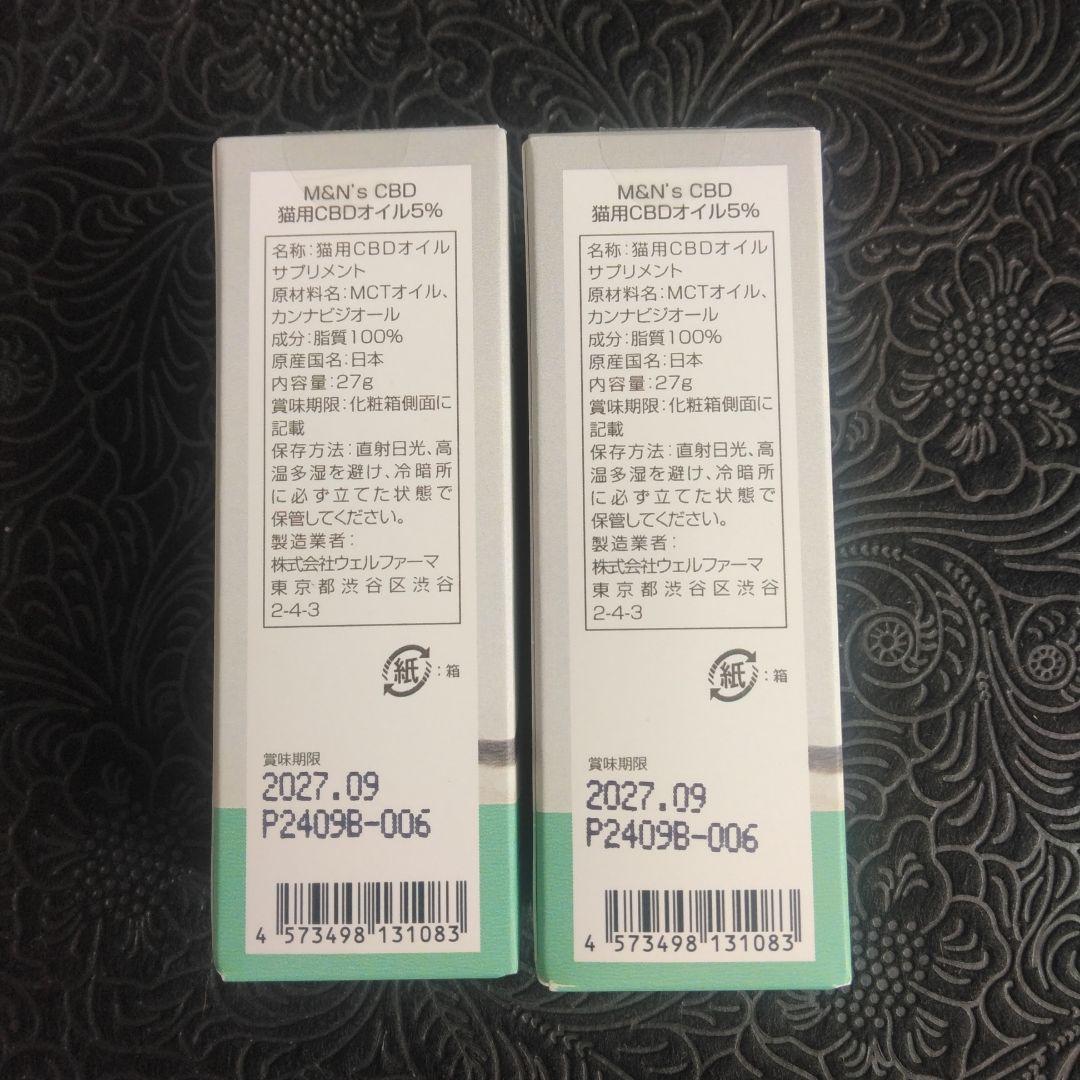 M&N's CBD
猫用CBDオイル5%
名称:猫用CBDオイル
サプリメント
原材料名:MCTオイル、
カンナビジオール
成分:脂質100%
原産国名:日本
内容量:27g
賞味期限:化粧箱側面に
記載
保存方法:直射日光、高
温多湿を避け、冷暗所
に必ず立てた状態で
保管してください。
製造業者:
株式会社ウェルファーマ
東京都渋谷区渋谷
2-4-3
紙:箱
賞味期限
2027.09
P2409B-006
4 573498 131083
M&N's CBD
猫用CBDオイル5%
名称:猫用CBDオイル
サプリメント
原材料名:MCTオイル、
カンナビジオール
成分:脂質100%
原産国名:日本
内容量:27g
賞味期限:化粧箱側面に
記載
保存方法:直射日光、高
温多湿を避け、冷暗所
に必ず立てた状態で
保管してください。
製造業者:
株式会社ウェルファーマ
東京都渋谷区渋谷
2-4-3
紙:箱
賞味期限
2027.09
P2409B-006
4 573498 131083